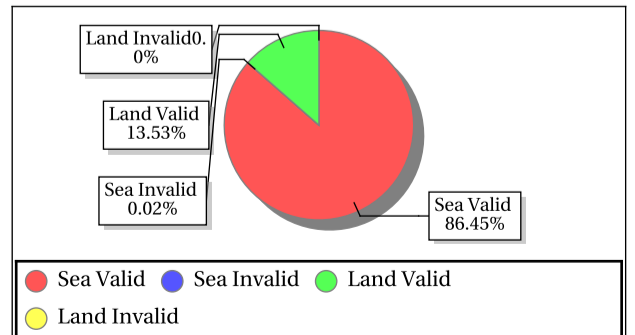 Land Invalid0.
0%
Land Valid
13.53%
Sea Invalid
0.02%
Sea Valid
86.45%
Sea Valid Sea Invalid Land Valid
Land Invalid